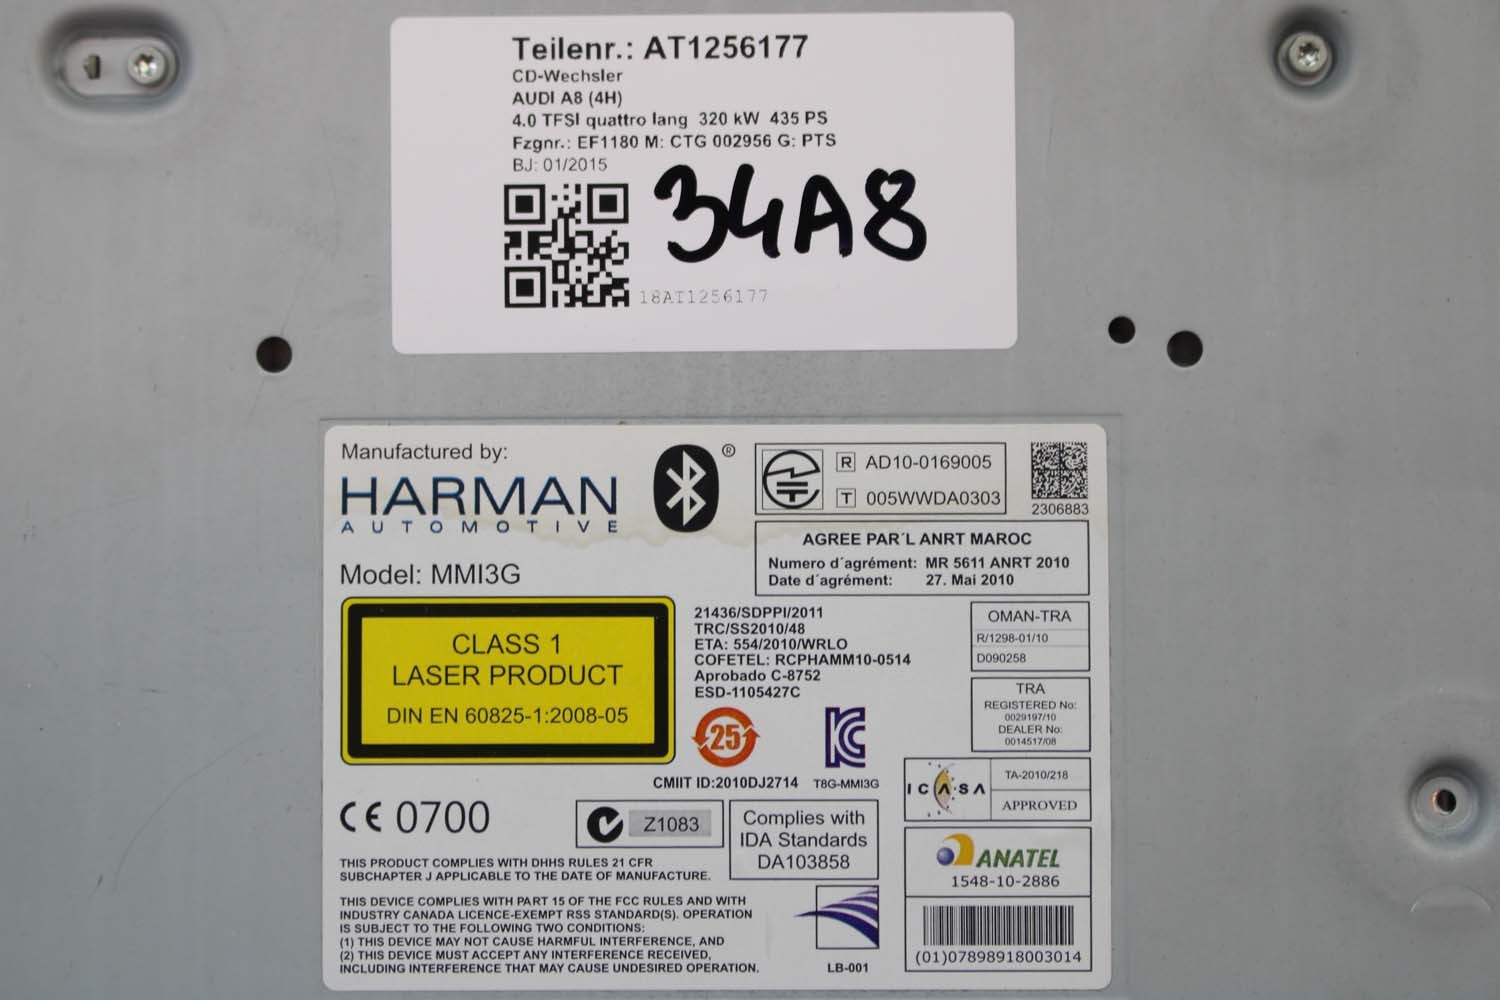 Teilenr.: AT1256177
CD-Wechsler
AUDI A8 (4H)
4.0 TFSI quattro lang 320 kW 435 PS
Fzgnr.: EF1180 M: CTG 002956 G: PTS
BJ: 01/2015
34A8
18AT1256177
Manufactured by:
HARMAN
AUTOMOTIVE
®
R AD10-0169005
T 005WWDA0303
2306883
AGREE PAR´L ANRT MAROC
Numero d´agrément: MR 5611 ANRT 2010
Date d´agrément: 27. Mai 2010
Model: MMI3G
CLASS 1
LASER PRODUCT
DIN EN 60825-1:2008-05
21436/SDPPI/2011
TRC/SS2010/48
ETA: 554/2010/WRLO
COFETEL: RCPHAMM10-0514
Aprobado C-8752
ESD-1105427C
OMAN-TRA
R/1298-01/10
D090258
TRA
REGISTERED No:
0029197/10
DEALER No:
0014517/08
25
CMIIT ID:2010DJ2714
T8G-MMI3G
ICASA
TA-2010/218
APPROVED
CE 0700
Z1083
Complies with
IDA Standards
DA103858
ANATEL
1548-10-2886
(01)07898918003014
THIS PRODUCT COMPLIES WITH DHHS RULES 21 CFR
SUBCHAPTER J APPLICABLE TO THE DATE OF MANUFACTURE.
THIS DEVICE COMPLIES WITH PART 15 OF THE FCC RULES AND WITH
INDUSTRY CANADA LICENCE-EXEMPT RSS STANDARD(S). OPERATION
IS SUBJECT TO THE FOLLOWING TWO CONDITIONS:
(1) THIS DEVICE MAY NOT CAUSE HARMFUL INTERFERENCE, AND
(2) THIS DEVICE MUST ACCEPT ANY INTERFERENCE RECEIVED,
INCLUDING INTERFERENCE THAT MAY CAUSE UNDESIRED OPERATION.
LB-001